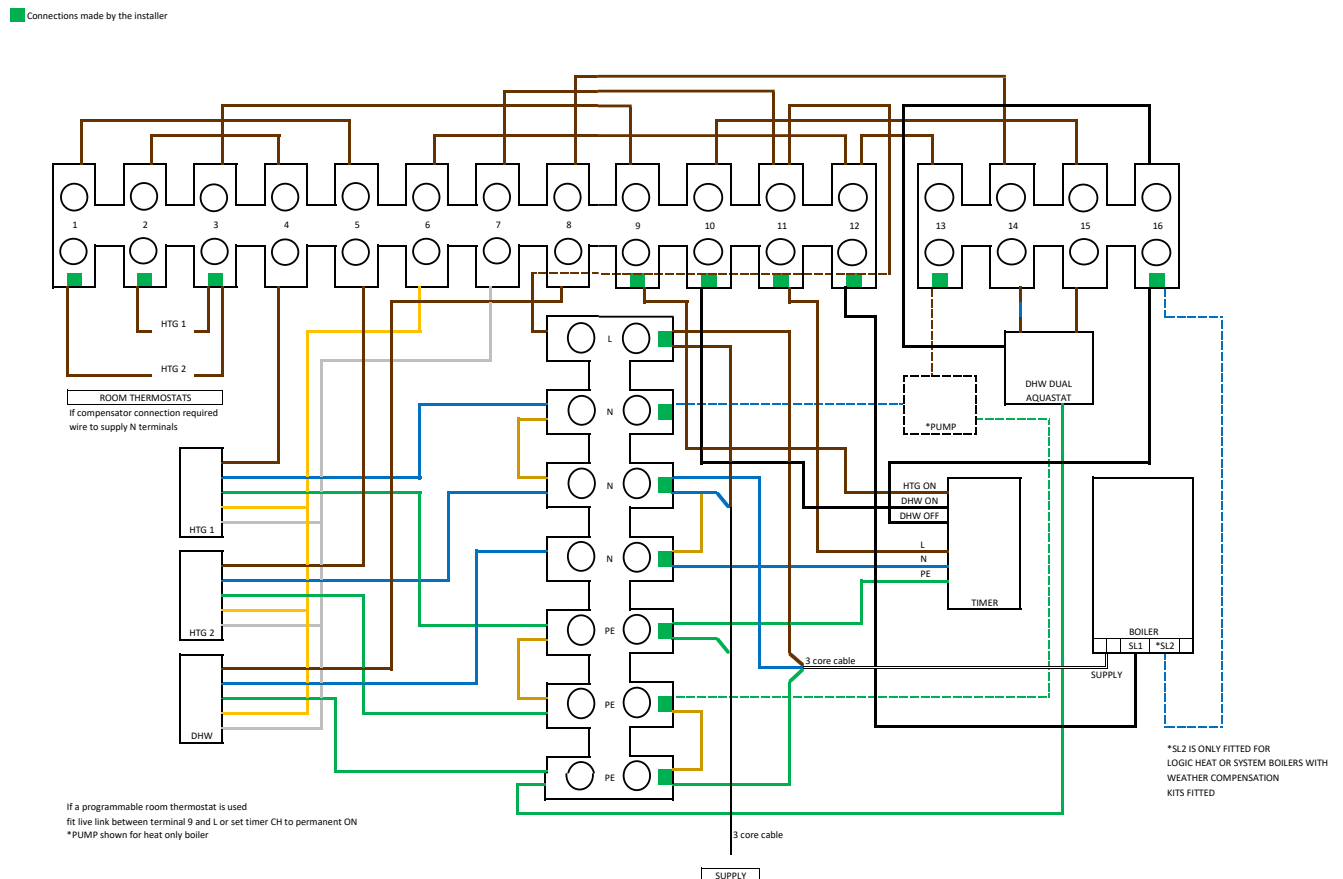 Connections made by the installer
1 2 3 4 5 6 7 8 9 10 11 12 13 14 15 16
HTG 1
HTG 2
ROOM THERMOSTATS
If compensator connection required
wire to supply N terminals
L
N
N
N
PE
PE
PE
DHW DUAL
AQUASTAT
*PUMP
HTG 1
HTG 2
DHW
HTG ON
DHW ON
DHW OFF
L
N
PE
TIMER
BOILER
SL1 *SL2
SUPPLY
3 core cable
*SL2 IS ONLY FITTED FOR
LOGIC HEAT OR SYSTEM BOILERS WITH
WEATHER COMPENSATION
KITS FITTED
If a programmable room thermostat is used
fit live link between terminal 9 and L or set timer CH to permanent ON
*PUMP shown for heat only boiler
3 core cable
SUPPLY